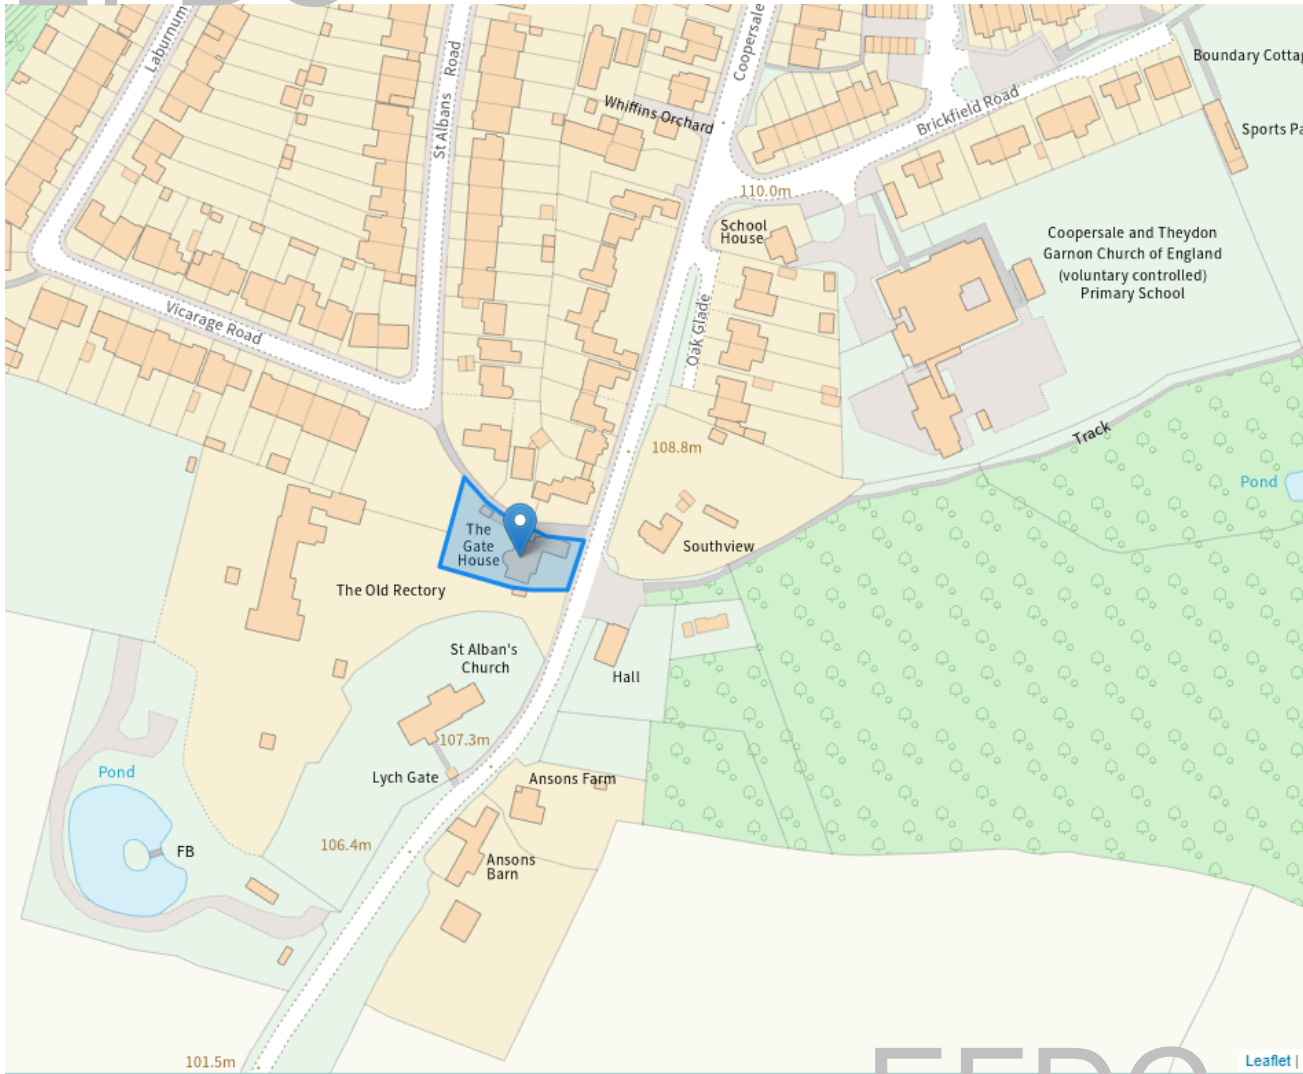 Laburnum
St Albans Road
Coopersale
Whiffins Orchard
Brickfield Road
Boundary
Sports
110.0m
School
House
Coopersale and Theydon
Garnon Church of England
(voluntary controlled)
Primary School
Vicarage Road
Oak Glade
108.8m
Track
Pond
The
Gate
House
Southview
The Old Rectory
St Alban's
Church
Hall
107.3m
Lych Gate
Ansons Farm
Pond
106.4m
FB
Ansons
Barn
101.5m
Leaflet |